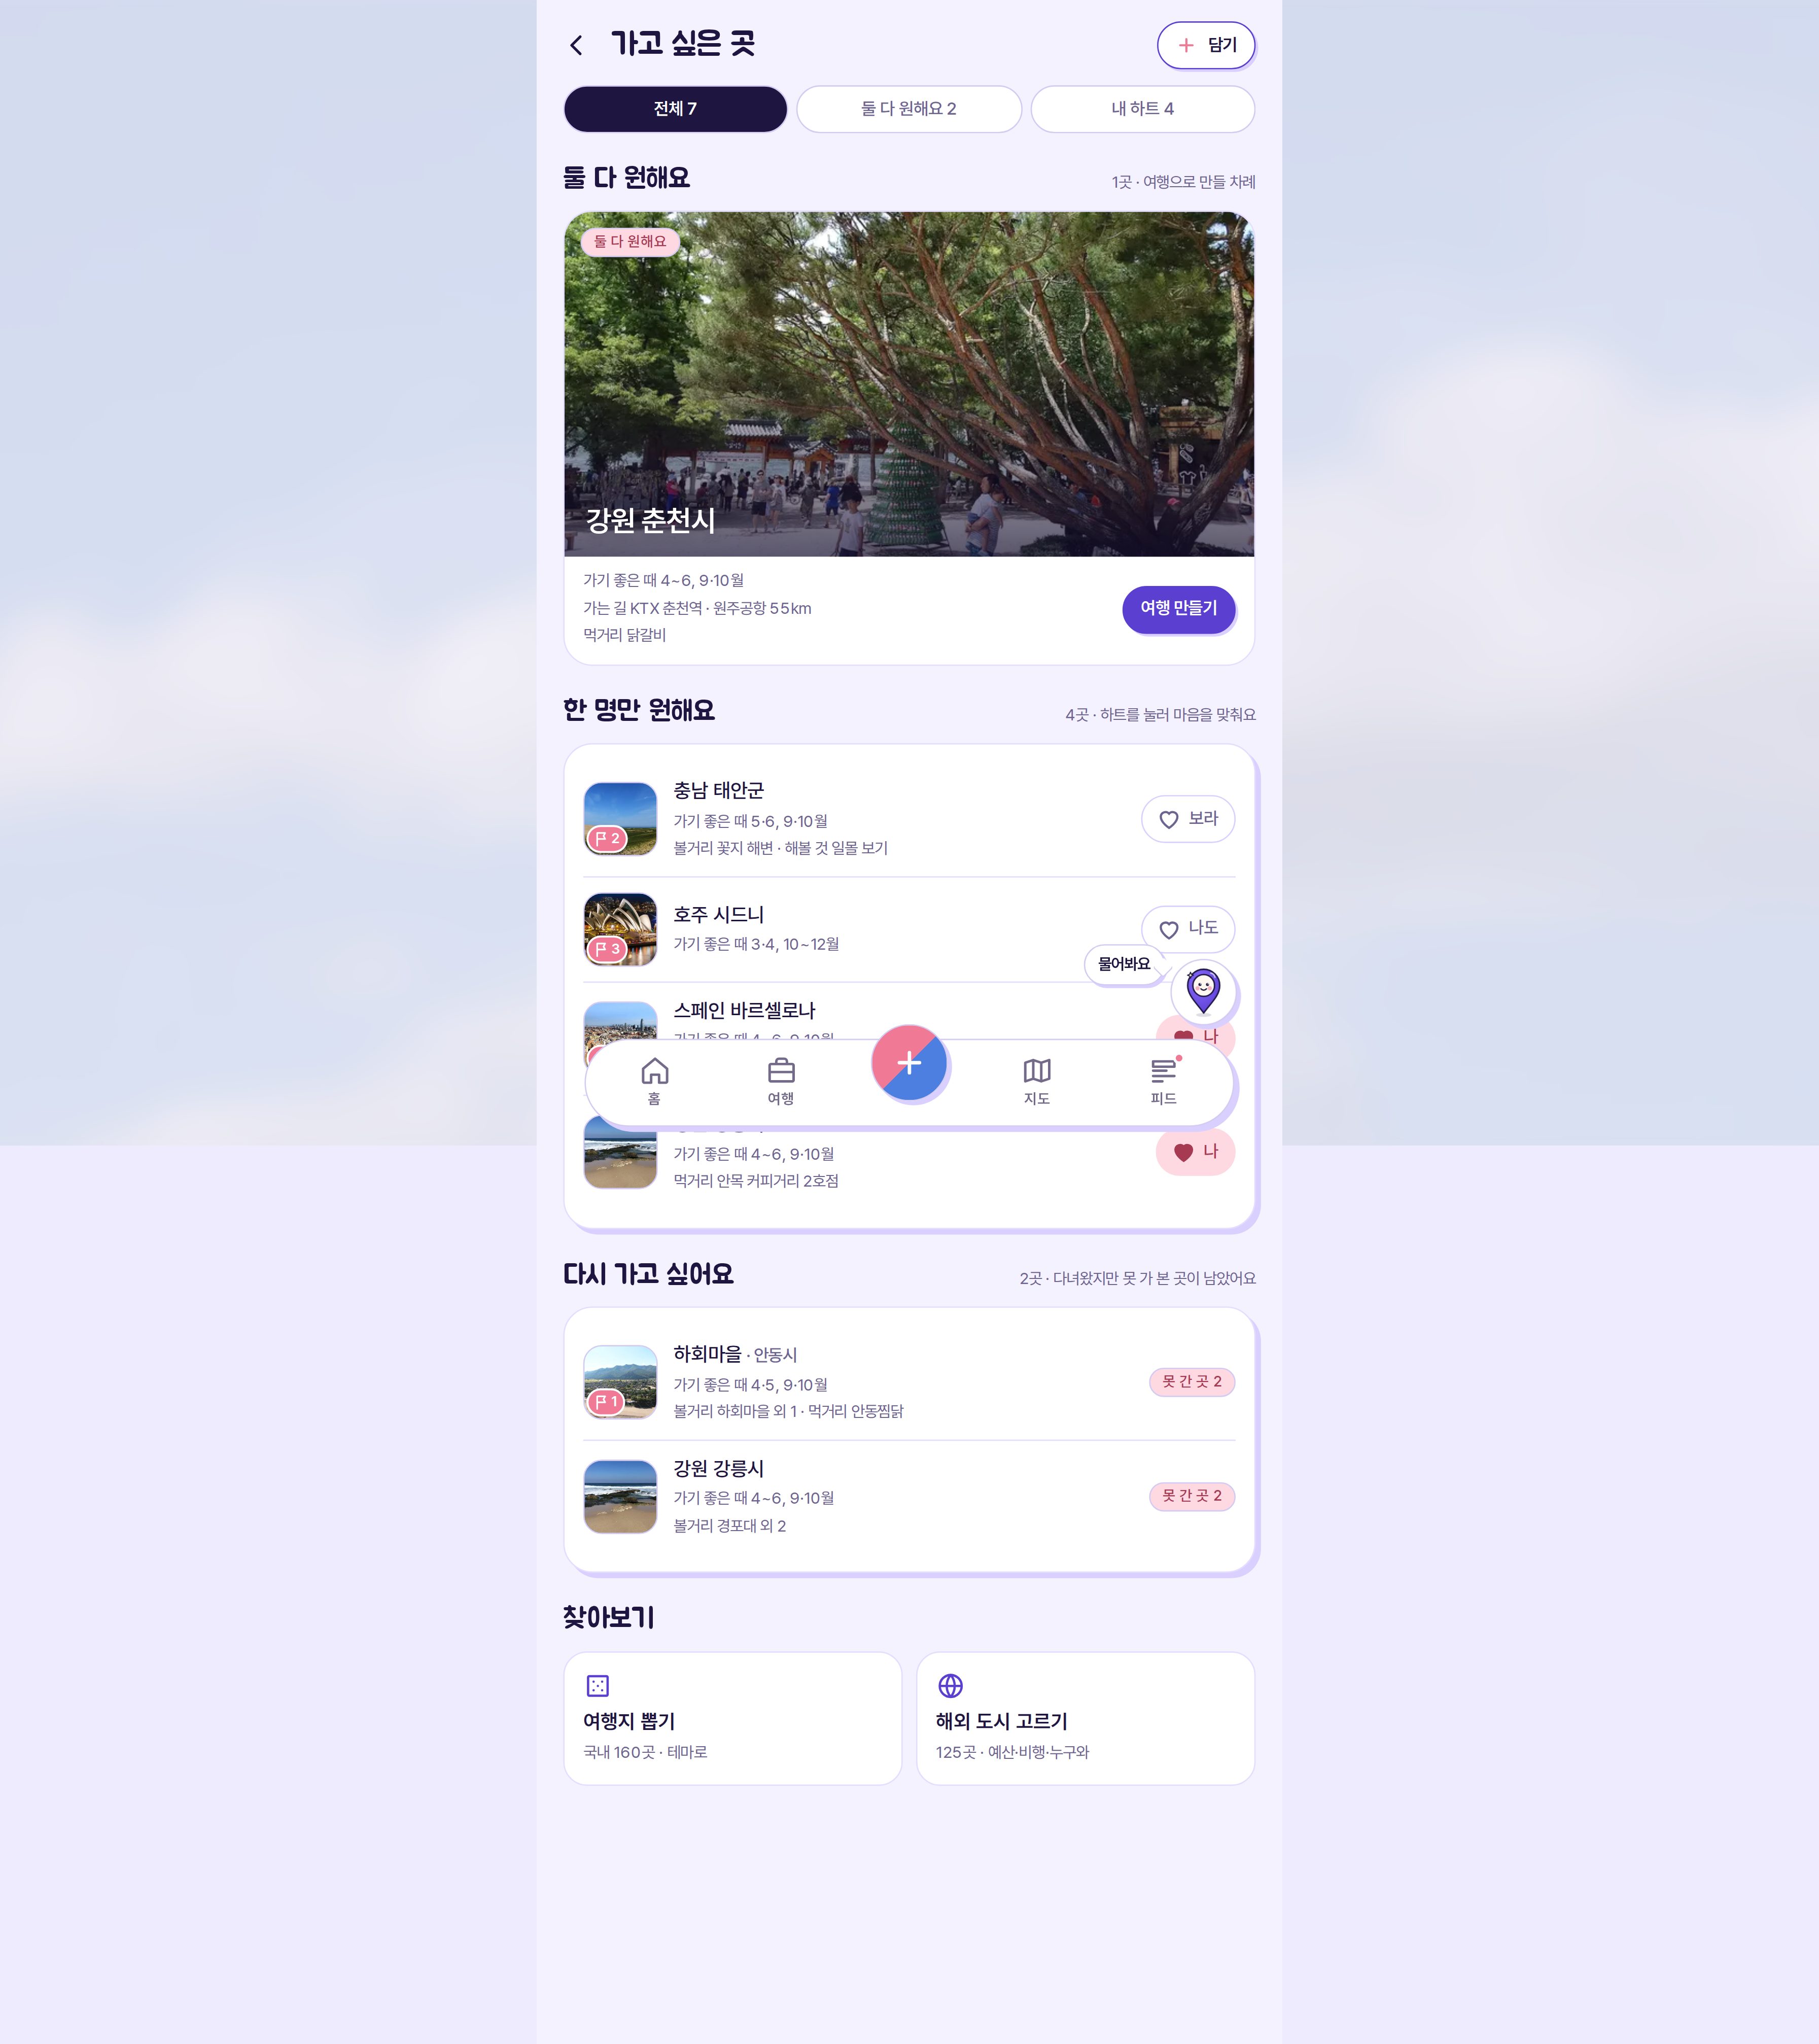 가고 싶은 곳
담기
전체 7
둘 다 원해요 2
내 하트 4
둘 다 원해요
1곳 · 여행으로 만들 차례
둘 다 원해요
강원 춘천시
가기 좋은 때 4~6, 9·10월
가는 길 KTX 춘천역 · 원주공항 55km
먹거리 닭갈비
여행 만들기
한 명만 원해요
4곳 · 하트를 눌러 마음을 맞춰요
충남 태안군
가기 좋은 때 5·6, 9·10월
볼거리 꽃지 해변 · 해볼 것 일몰 보기
2
보라
호주 시드니
가기 좋은 때 3·4, 10~12월
3
나도
물어봐요
스페인 바르셀로나
나
홈
여행
지도
피드
가기 좋은 때 4~6, 9·10월
먹거리 안목 커피거리 2호점
나
다시 가고 싶어요
2곳 · 다녀왔지만 못 가 본 곳이 남았어요
하회마을 · 안동시
가기 좋은 때 4·5, 9·10월
볼거리 하회마을 외 1 · 먹거리 안동찜닭
1
못 간 곳 2
강원 강릉시
가기 좋은 때 4~6, 9·10월
볼거리 경포대 외 2
못 간 곳 2
찾아보기
여행지 뽑기
국내 160곳 · 테마로
해외 도시 고르기
125곳 · 예산·비행·누구와